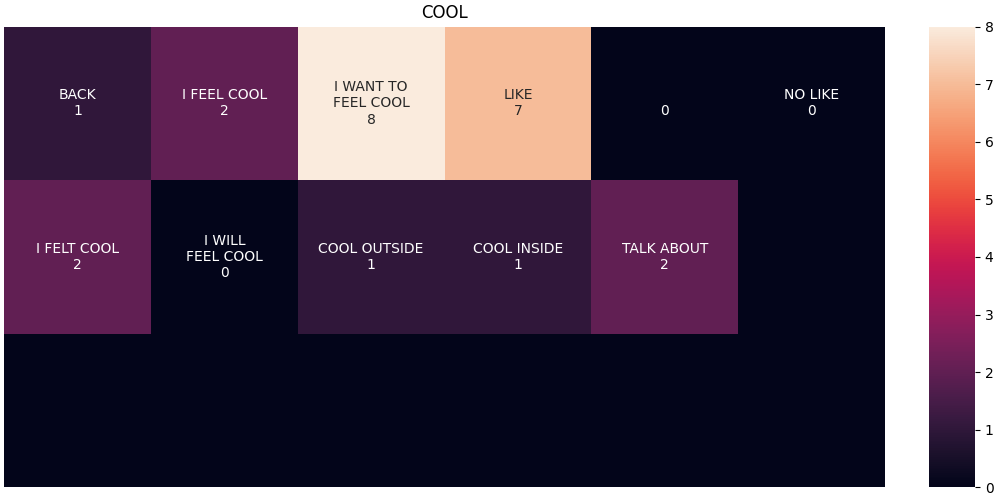 COOL
BACK
1
I FEEL COOL
2
I WANT TO
FEEL COOL
8
LIKE
7
0
NO LIKE
0
I FELT COOL
2
I WILL
FEEL COOL
0
COOL OUTSIDE
1
COOL INSIDE
1
TALK ABOUT
2
8
7
6
5
4
3
2
1
0